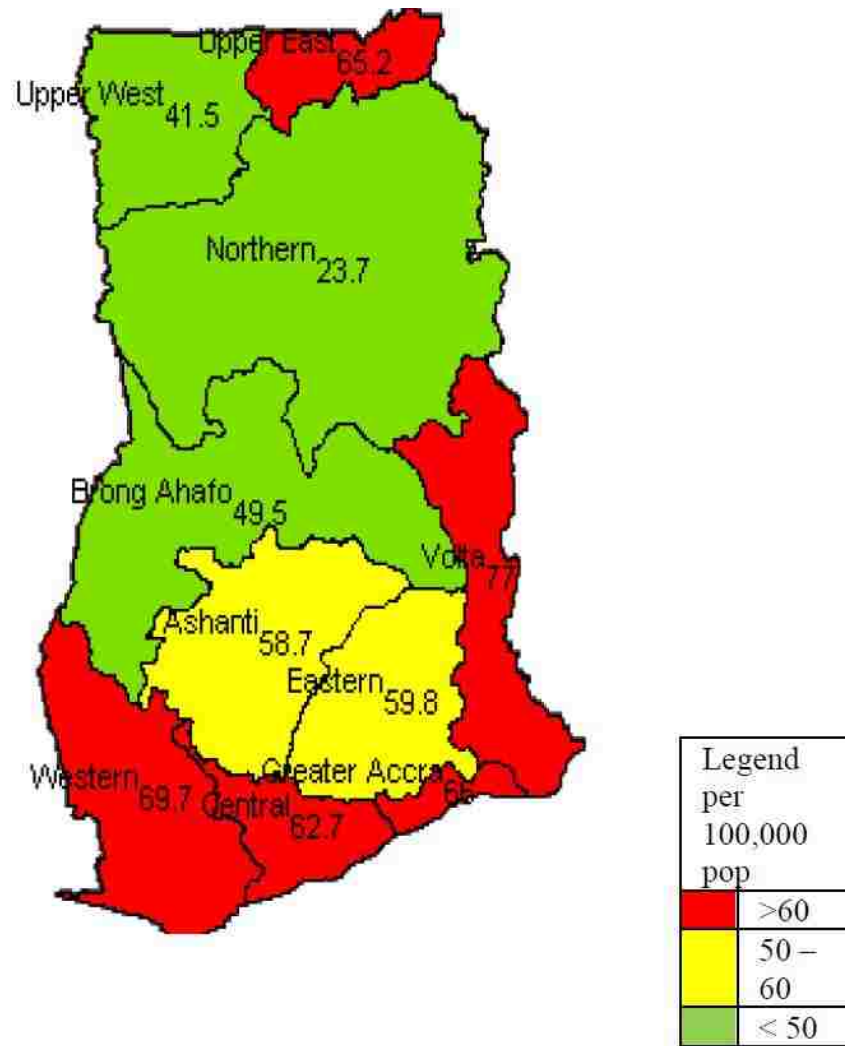 Upper East
65.2
Upper West
41.5
Northern
23.7
Brong Ahafo
49.5
Volta
77
Ashanti
58.7
Eastern
59.8
Greater Accra
66
Western
69.7
Central
62.7
Legend
per
100,000
pop
>60
50 –
60
< 50